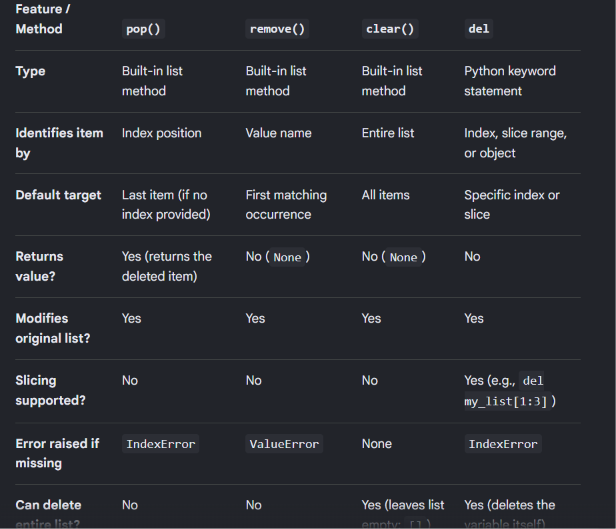 Feature /
Method pop() remove() clear() del
Type Built-in list Built-in list Built-in list Python keyword
method method method statement
Identifies item Index position Value name Entire list Index, slice range,
by or object
Default target Last item (if no First matching All items Specific index or
index provided) occurrence slice
Returns Yes (returns the No ( None ) No ( None ) No
value? deleted item)
Modifies Yes Yes Yes Yes
original list?
Slicing No No No Yes (e.g., del
supported? my_list[1:3] )
Error raised if IndexError ValueError None IndexError
missing
Can delete No No Yes (leaves list Yes (deletes the
entire list? empty: [] ) variable itself)